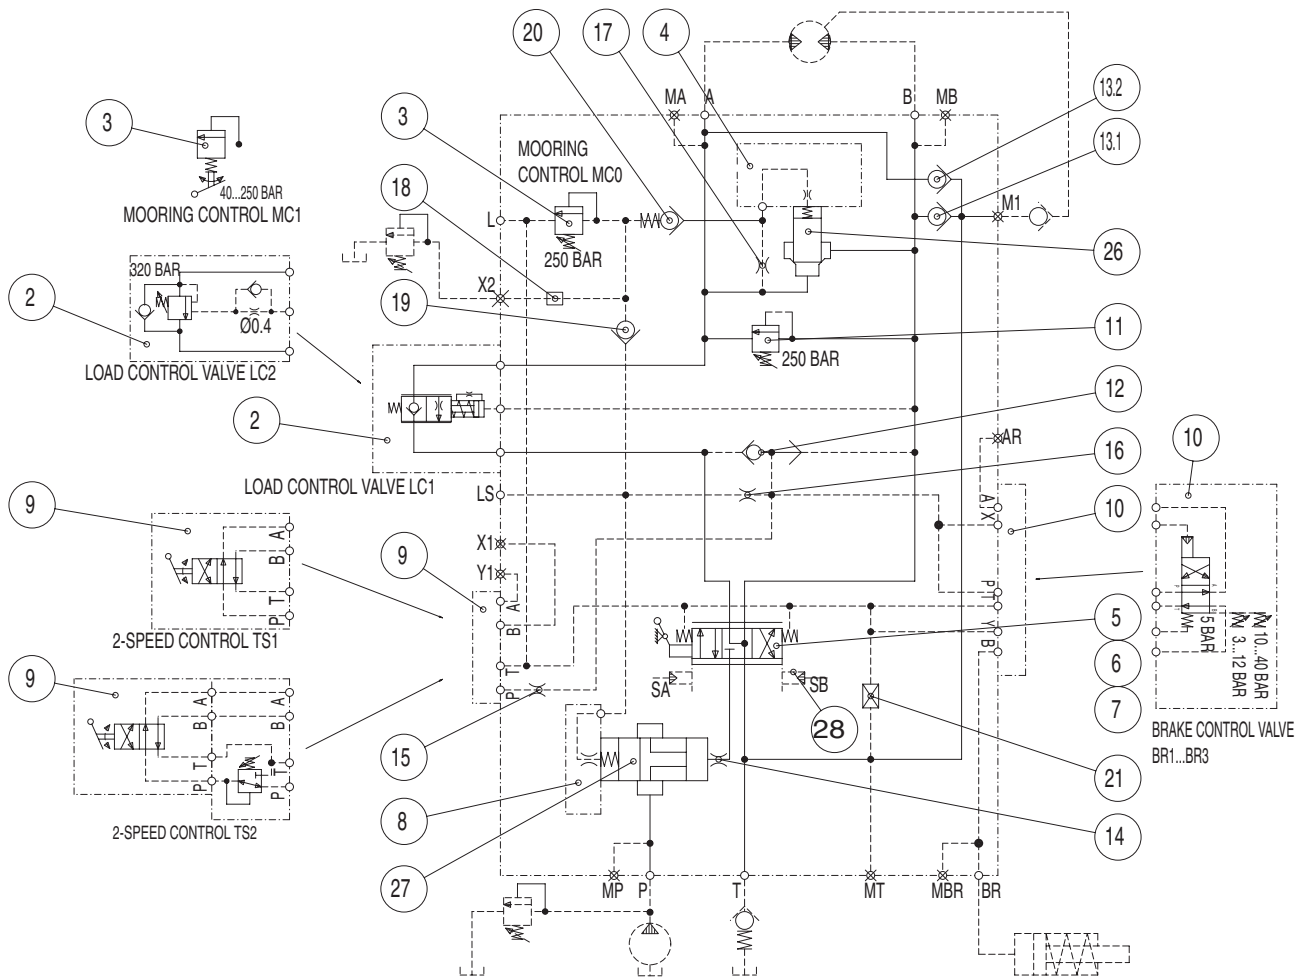 20
17
4
3
MA
A
B
MB
13.2
3
MOORING
CONTROL MC0
13.1
40...250 BAR
MOORING CONTROL MC1
18
L
250 BAR
M1
26
320 BAR
2
Ø0.4
X2
19
11
250 BAR
LOAD CONTROL VALVE LC2
12
2
AR
10
LOAD CONTROL VALVE LC1
16
LS
9
A
B
T
P
X1
Y1
9
A
X
10
2-SPEED CONTROL TS1
A
B
T
P
P
T
Y
B
5
5 BAR
3...12 BAR
10...40 BAR
9
A
B
T
P
A
B
P
SA
SB
6
28
7
BRAKE CONTROL VALVE
BR1...BR3
15
21
2-SPEED CONTROL TS2
8
14
27
MP
P
T
MT
MBR
BR